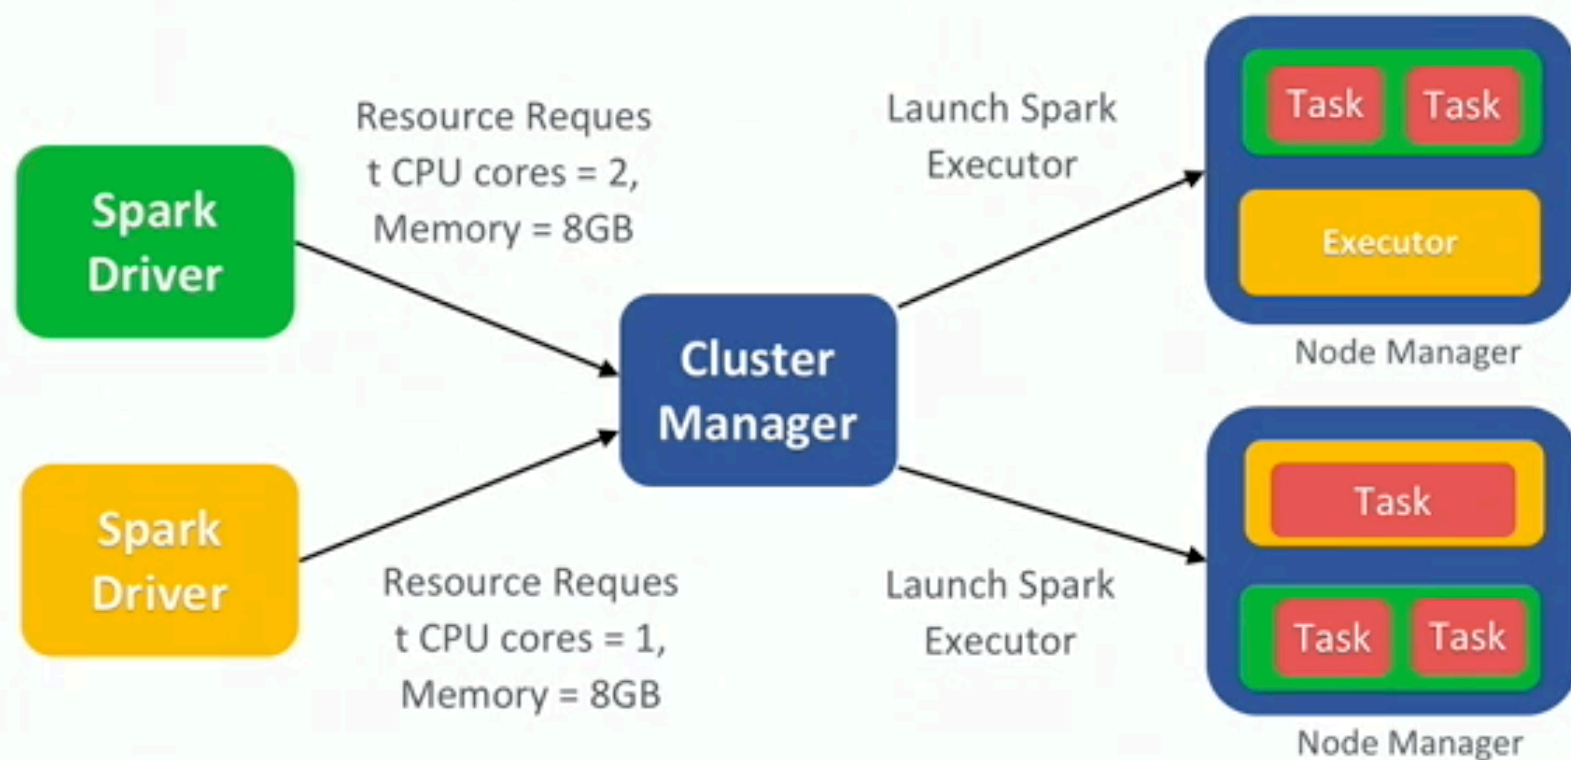 Spark
Driver
Resource Reques
t CPU cores = 2,
Memory = 8GB
Spark
Driver
Resource Reques
t CPU cores = 1,
Memory = 8GB
Cluster
Manager
Launch Spark
Executor
Launch Spark
Executor
Task Task
Executor
Node Manager
Task
Task Task
Node Manager